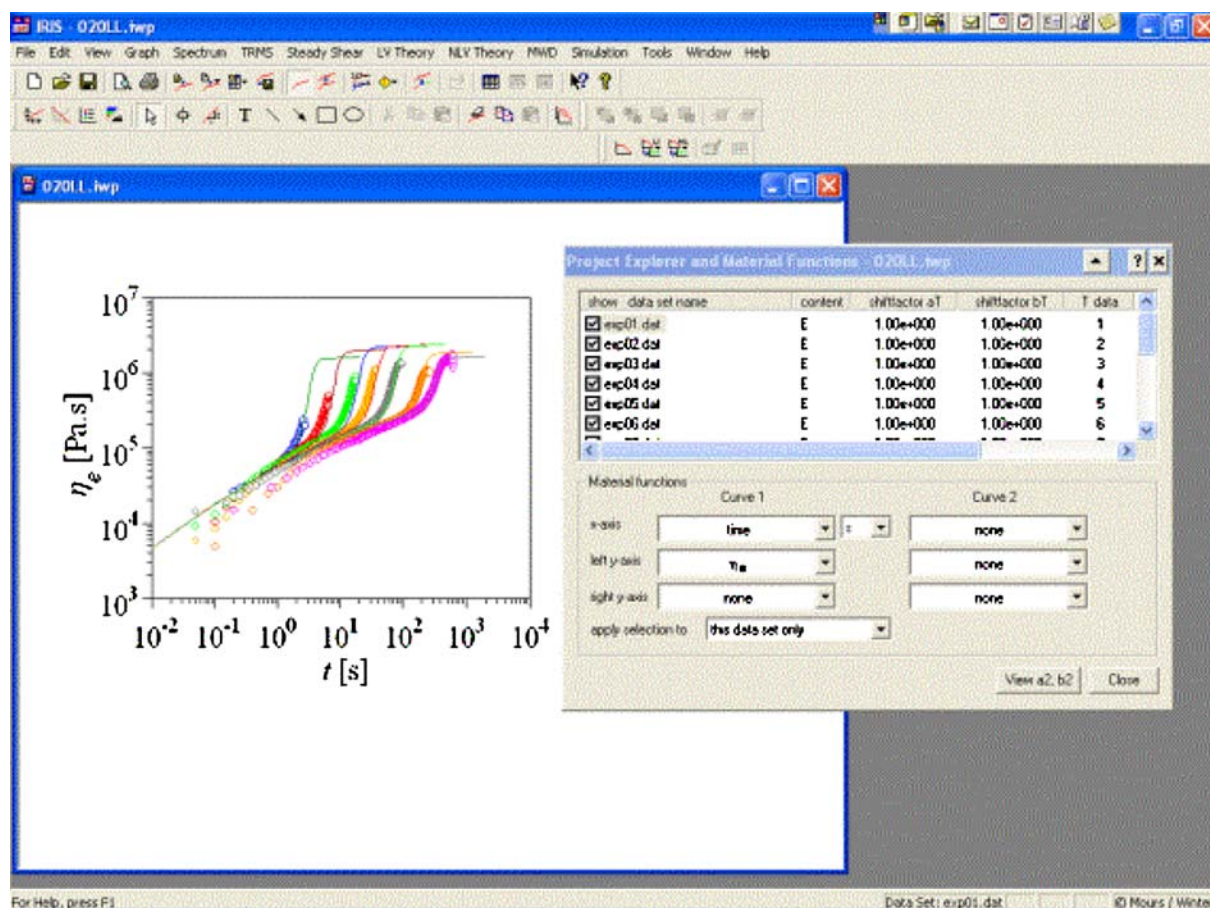 IRIS - 020LL.iwp
File Edit View Graph Spectrum TRMS Steady Shear LV Theory NLV Theory MWD Simulation Tools Window Help
T
020LL.iwp
Project Explorer and Material Functions - 020LL.iwp
show data set name content shiftfactor aT shiftfactor bT T data
exp01.dat E 1.00e+000 1.00e+000 1
exp02.dat E 1.00e+000 1.00e+000 2
exp03.dat E 1.00e+000 1.00e+000 3
exp04.dat E 1.00e+000 1.00e+000 4
exp05.dat E 1.00e+000 1.00e+000 5
exp06.dat E 1.00e+000 1.00e+000 6
Material functions
Curve 1 Curve 2
x-axis time s none
left y-axis ηe none
right y-axis none none
apply selection to this data set only
View a2, b2 Close
10^7
10^6
10^5
10^4
10^3
ηe [Pa.s]
10^-2 10^-1 10^0 10^1 10^2 10^3 10^4
t [s]
For Help, press F1 Data Set: exp01.dat © Mours / Winter